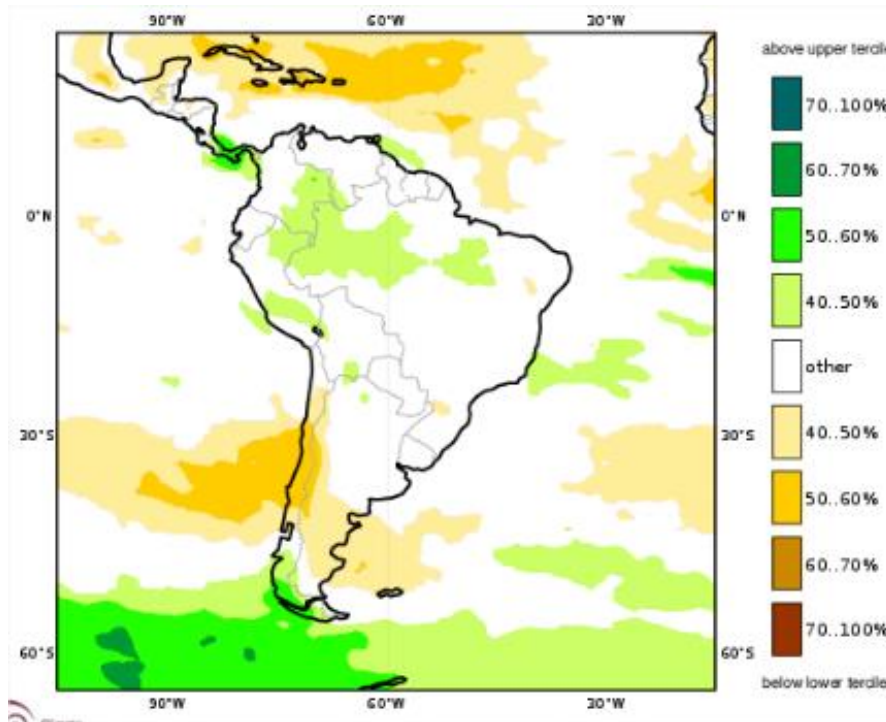 90°W 60°W 30°W
above upper tercile
70..100%
60..70%
0°N 0°N
50..60%
40..50%
other
30°S 30°S
40..50%
50..60%
60..70%
70..100%
60°S 60°S
below lower tercile
90°W 60°W 30°W